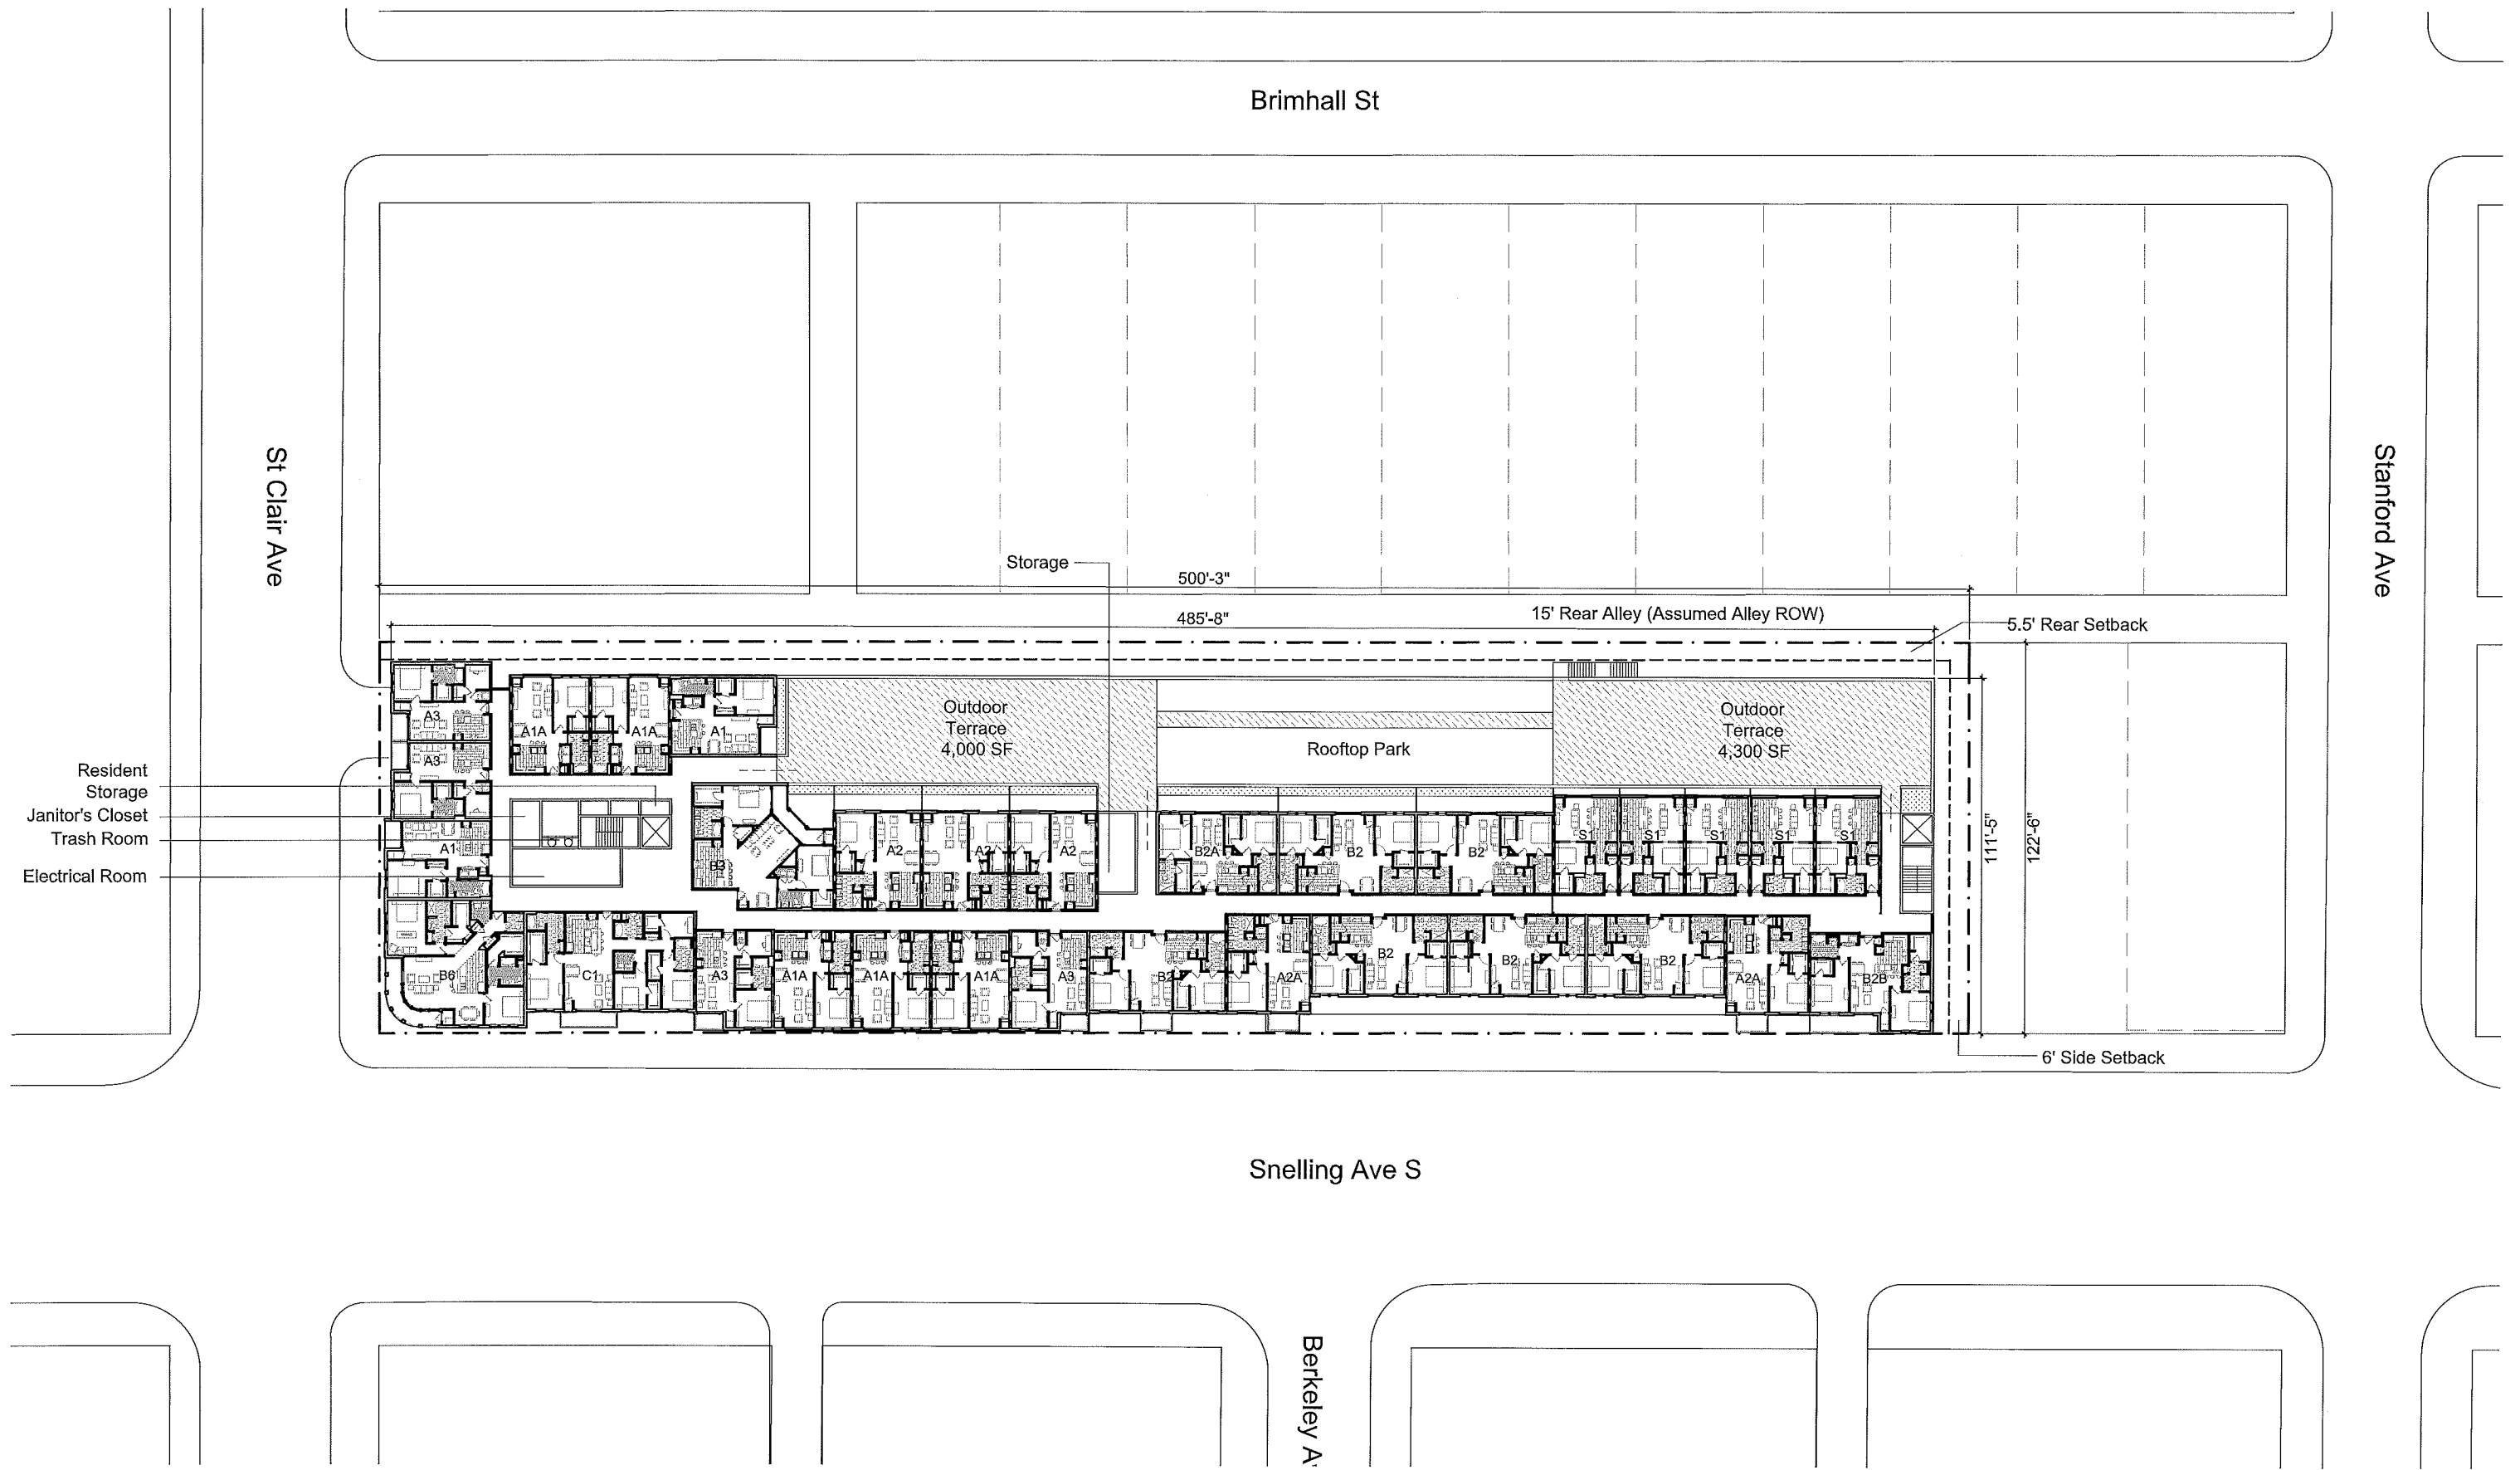 Brimhall St
St Clair Ave
Stanford Ave
Storage
500'-3"
485'-8"
15' Rear Alley (Assumed Alley ROW)
5.5' Rear Setback
A3
A1A
A1A
A1
Outdoor
Terrace
4,000 SF
Rooftop Park
Outdoor
Terrace
4,300 SF
A3
Resident
Storage
Janitor's Closet
Trash Room
Electrical Room
A1
B3
A2
A2
A2
B2A
B2
B2
S1
S1
S1
S1
S1
111'-5"
122'-6"
B6
C1
A3
A1A
A1A
A1A
A3
B2
A2A
B2
B2
B2
A2A
B2B
6' Side Setback
Snelling Ave S
Berkeley A